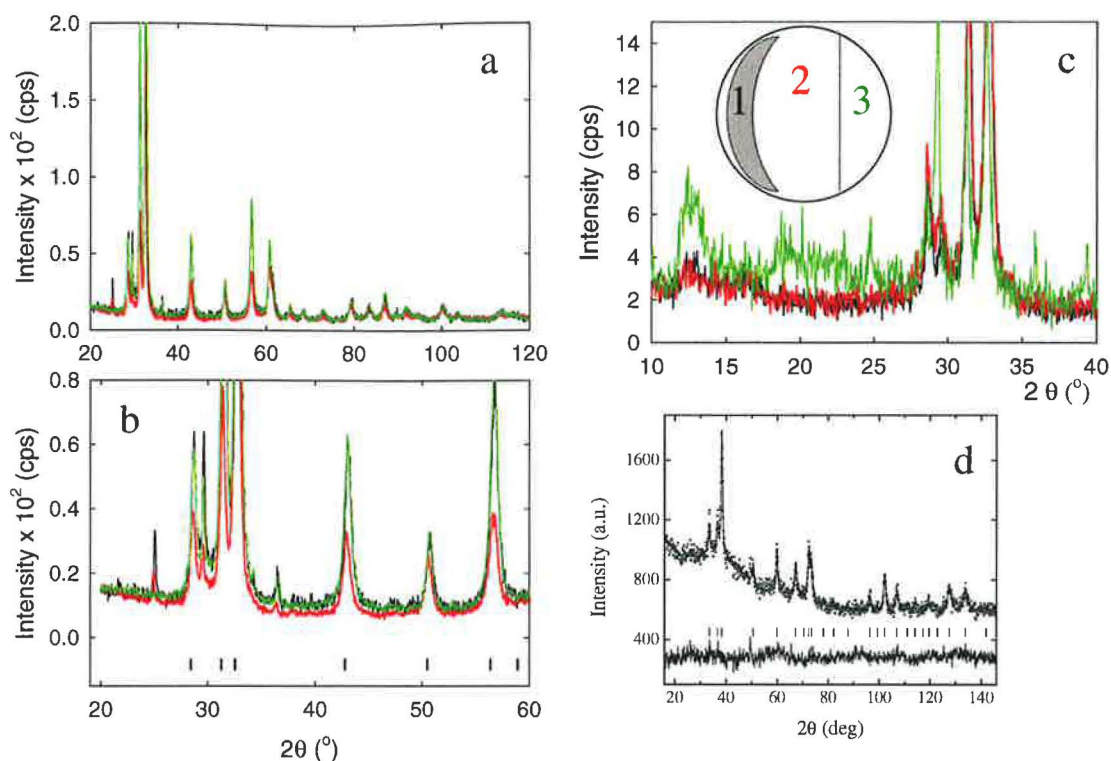 2.0
1.5
1.0
0.5
0.0
20 40 60 80 100 120
Intensity x 10² (cps)
a
0.8
0.6
0.4
0.2
0.0
20 30 40 50 60
Intensity x 10² (cps)
2θ (°)
b
14
12
10
8
6
4
2
0
10 15 20 25 30 35 40
Intensity (cps)
2 θ (°)
c
1 2 3
1600
1200
800
400
20 40 60 80 100 120 140
Intensity (a.u.)
2θ (deg)
d